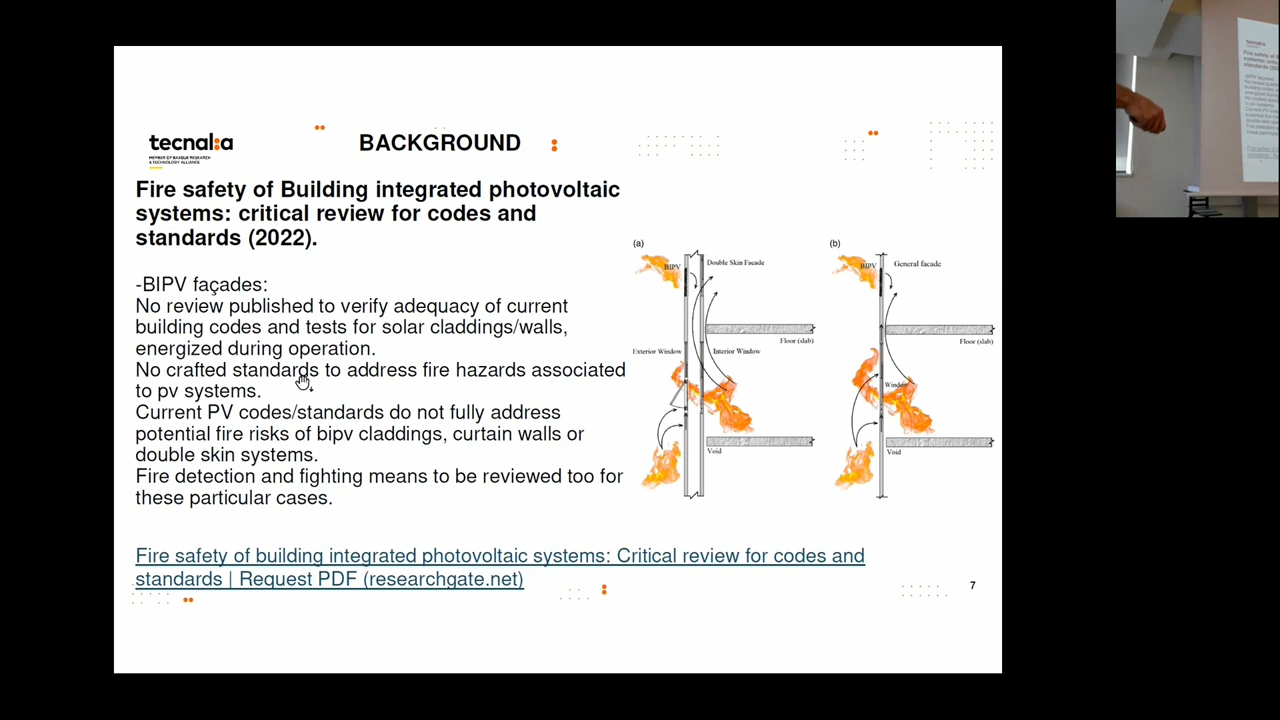 tecnalia
MEMBER OF BASQUE RESEARCH
& TECHNOLOGY ALLIANCE
BACKGROUND
Fire safety of Building integrated photovoltaic
systems: critical review for codes and
standards (2022).
-BIPV façades:
No review published to verify adequacy of current
building codes and tests for solar claddings/walls,
energized during operation.
No crafted standards to address fire hazards associated
to pv systems.
Current PV codes/standards do not fully address
potential fire risks of bipv claddings, curtain walls or
double skin systems.
Fire detection and fighting means to be reviewed too for
these particular cases.
(a)
BIPV
Double Skin Facade
Floor (slab)
Exterior Window
Interior Window
Void
(b)
BIPV
General facade
Floor (slab)
Window
Void
Fire safety of building integrated photovoltaic systems: Critical review for codes and
standards | Request PDF (researchgate.net)
7